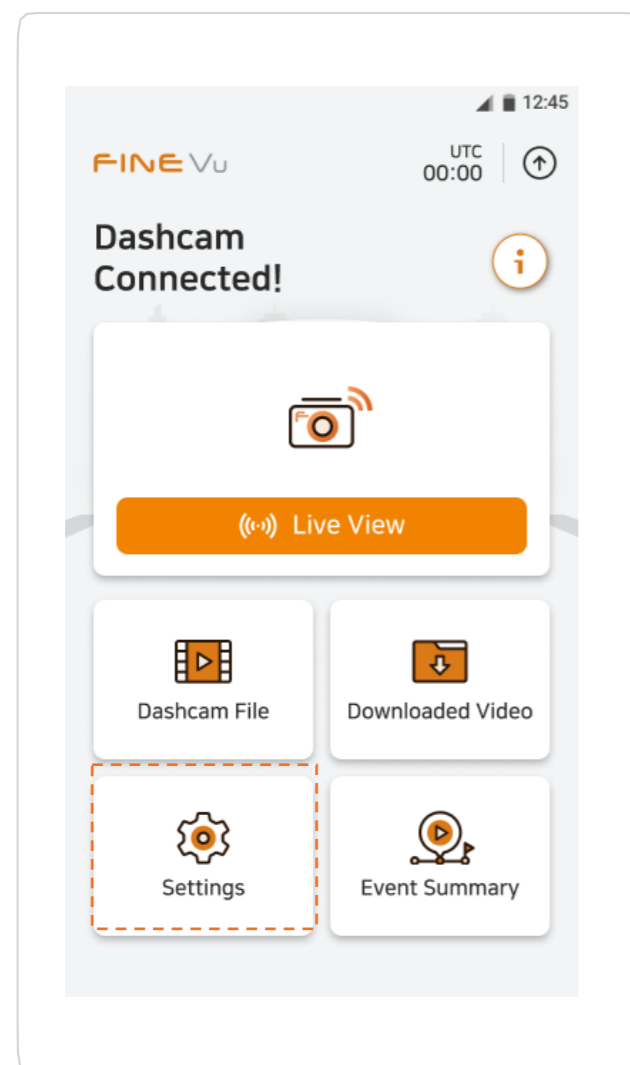 12:45
FINEVu
UTC
00:00
Dashcam
Connected!
i
F
Live View
Dashcam File
Downloaded Video
Settings
Event Summary